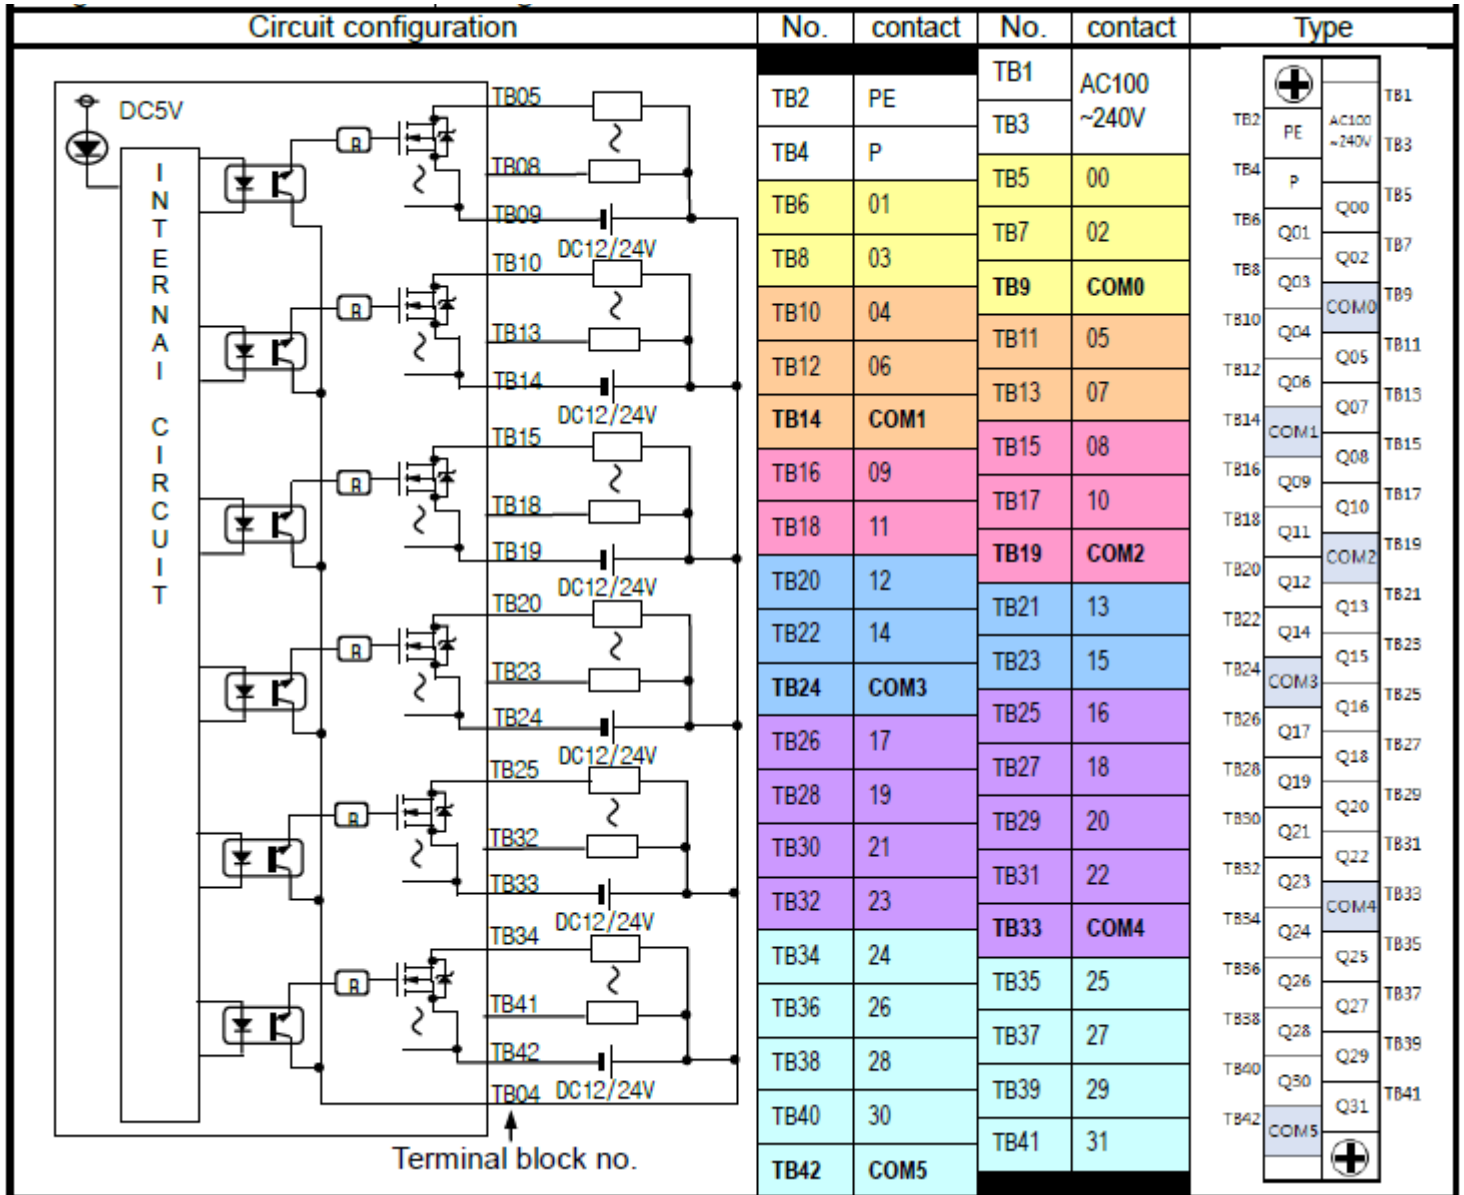 Circuit configuration No. contact No. contact Type
DC5V
INTERNAI CIRCUIT
R
TB05
TB08
TB09
DC12/24V
R
TB10
TB13
TB14
DC12/24V
R
TB15
TB18
TB19
DC12/24V
R
TB20
TB23
TB24
DC12/24V
R
TB25
TB32
TB33
DC12/24V
R
TB34
TB41
TB42
DC12/24V
TB04
Terminal block no.
TB2 PE
TB4 P
TB6 01
TB8 03
TB10 04
TB12 06
TB14 COM1
TB16 09
TB18 11
TB20 12
TB22 14
TB24 COM3
TB26 17
TB28 19
TB30 21
TB32 23
TB34 24
TB36 26
TB38 28
TB40 30
TB42 COM5
TB1 AC100
TB3 ~240V
TB5 00
TB7 02
TB9 COM0
TB11 05
TB13 07
TB15 08
TB17 10
TB19 COM2
TB21 13
TB23 15
TB25 16
TB27 18
TB29 20
TB31 22
TB33 COM4
TB35 25
TB37 27
TB39 29
TB41 31
TB2 PE
TB4 P
TB6 Q01
TB8 Q03
TB10 Q04
TB12 Q06
TB14 COM1
TB16 Q09
TB18 Q11
TB20 Q12
TB22 Q14
TB24 COM3
TB26 Q17
TB28 Q19
TB30 Q21
TB32 Q23
TB34 Q24
TB36 Q26
TB38 Q28
TB40 Q30
TB42 COM5
AC100 TB1
~240V TB3
Q00 TB5
Q02 TB7
COM0 TB9
Q05 TB11
Q07 TB13
Q08 TB15
Q10 TB17
COM2 TB19
Q13 TB21
Q15 TB23
Q16 TB25
Q18 TB27
Q20 TB29
Q22 TB31
COM4 TB33
Q25 TB35
Q27 TB37
Q29 TB39
Q31 TB41